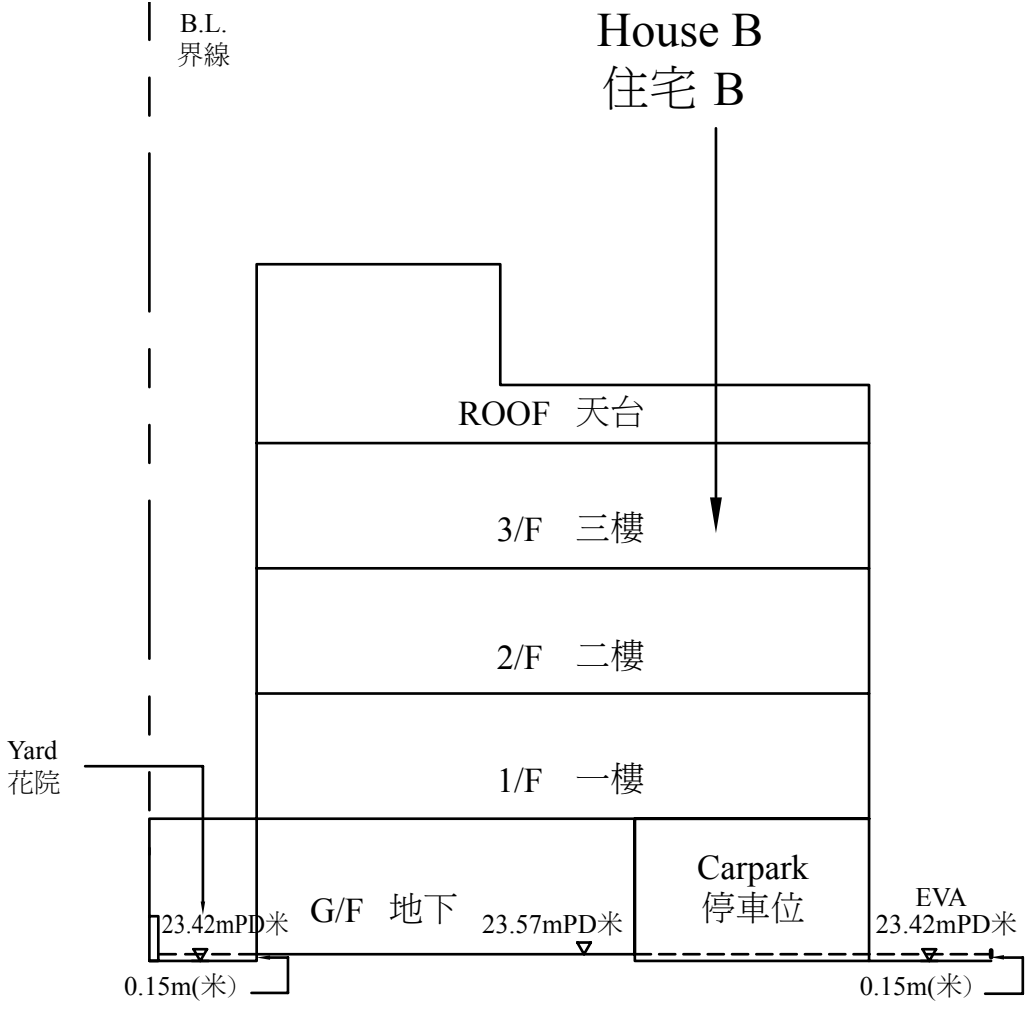 B.L.
界線
House B
住宅 B
ROOF 天台
3/F 三樓
2/F 二樓
Yard
花院
1/F 一樓
Carpark
停車位
G/F 地下
EVA
23.42mPD米
23.57mPD米
23.42mPD米
0.15m(米)
0.15m(米)